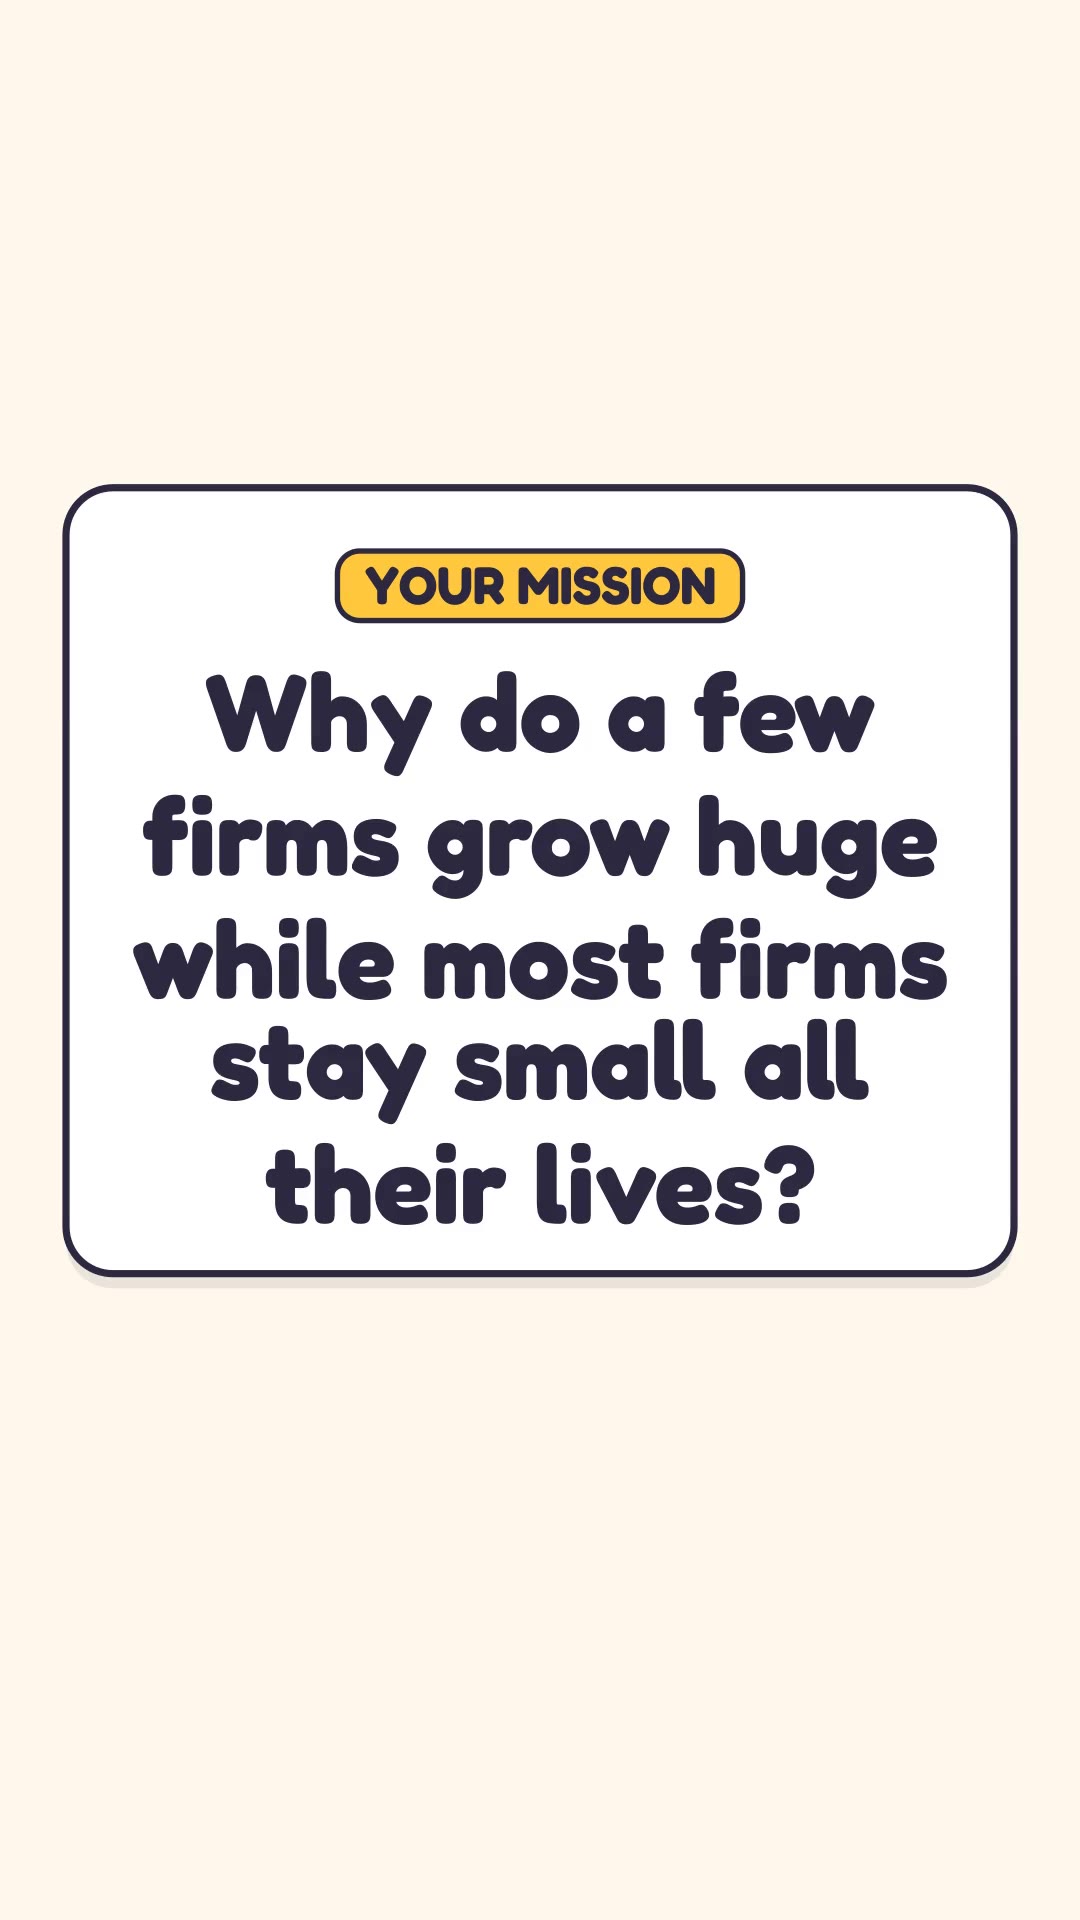 YOUR MISSION
Why do a few
firms grow huge
while most firms
stay small all
their lives?